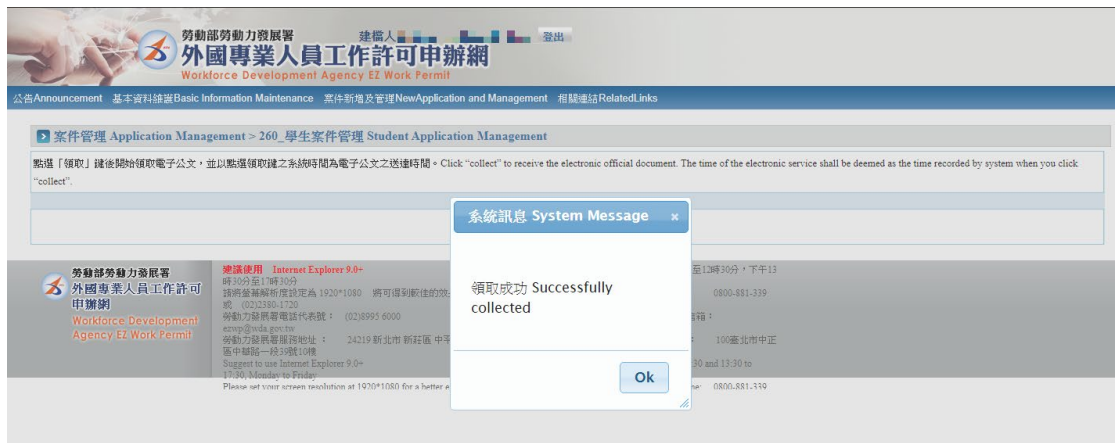 勞動部勞動力發展署
建檔人
登出
外國專業人員工作許可申辦網
Workforce Development Agency EZ Work Permit
公告Announcement 基本資料維護Basic Information Maintenance 案件新增及管理NewApplication and Management 相關連結RelatedLinks
案件管理 Application Management > 260_學生案件管理 Student Application Management
點選「領取」鍵後開始領取電子公文，並以點選領取鍵之系統時間為電子公文之送達時間。Click “collect” to receive the electronic official document. The time of the electronic service shall be deemed as the time recorded by system when you click
“collect”.
系統訊息 System Message ×
領取成功 Successfully
collected
Ok
勞動部勞動力發展署
外國專業人員工作許可
申辦網
Workforce Development
Agency EZ Work Permit
建議使用 Internet Explorer 9.0+
至12時30分，下午13
時30分至17時30分
請將螢幕解析度設定為 1920*1080 將可得到較佳的效
0800-881-339
或 (02)2380-1720
勞動力發展署電話代表號： (02)8995 6000
箱：
ezwp@wda.gov.tw
勞動力發展署服務地址： 24219 新北市 新莊區 中平
100臺北市中正
區中華路一段39號10樓
Suggest to use Internet Explorer 9.0+
:30 and 13:30 to
17:30, Monday to Friday
Please set your screen resolution at 1920*1080 for a better e
ne: 0800-881-339